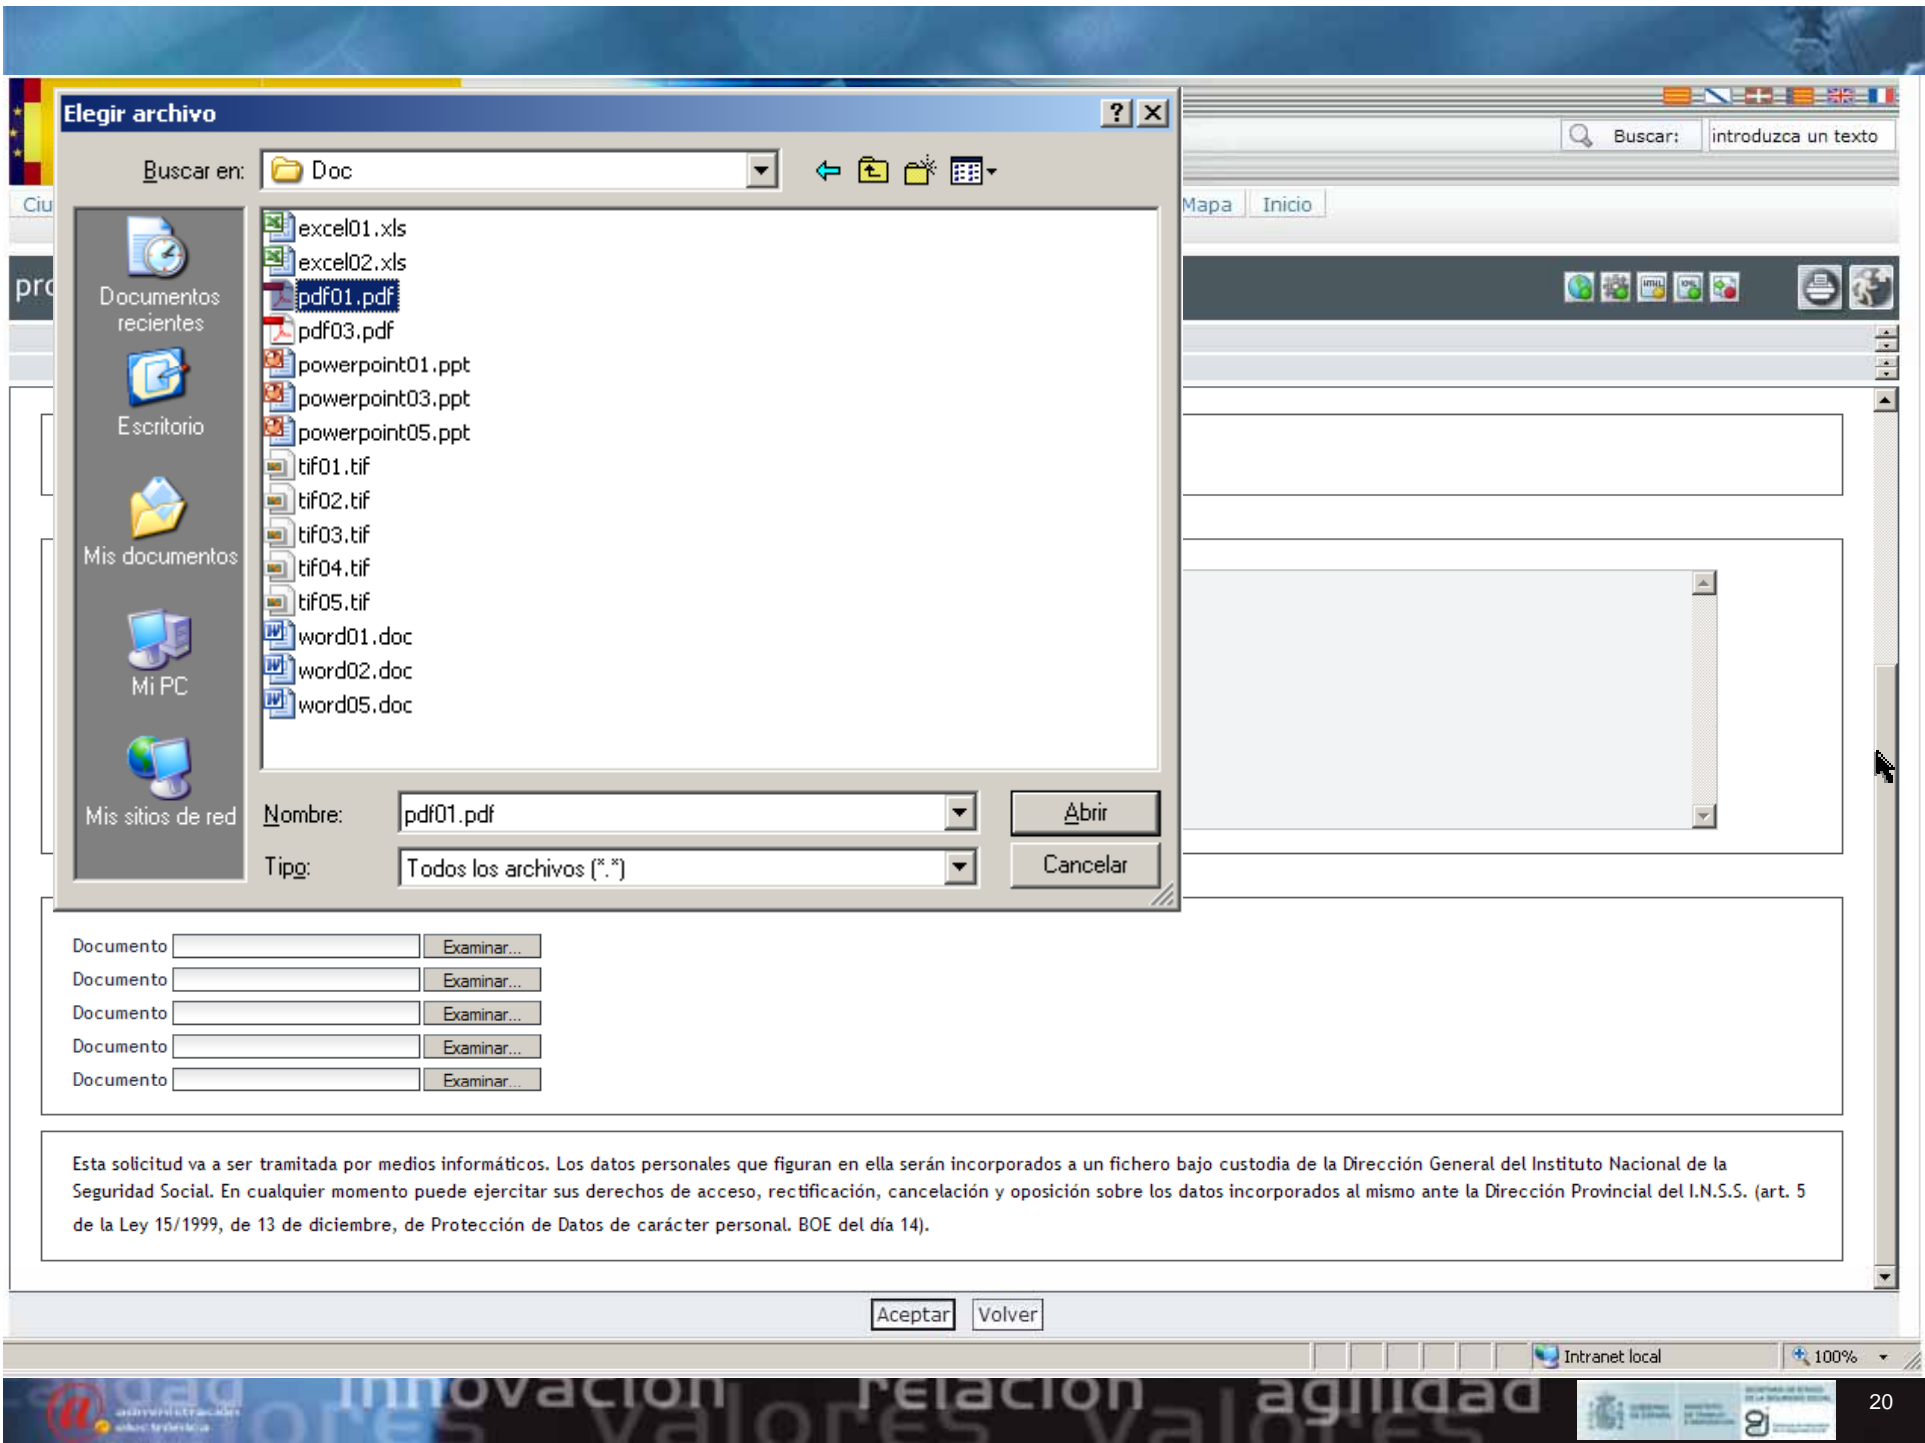 Elegir archivo
Buscar: introduzca un texto
Buscar en: Doc
Ciu
Mapa Inicio
pro
excel01.xls
excel02.xls
pdf01.pdf
pdf03.pdf
powerpoint01.ppt
powerpoint03.ppt
powerpoint05.ppt
tif01.tif
tif02.tif
tif03.tif
tif04.tif
tif05.tif
word01.doc
word02.doc
word05.doc
Documentos
recientes
Escritorio
Mis documentos
Mi PC
Mis sitios de red
Nombre: pdf01.pdf Abrir
Tipo: Todos los archivos (*.*) Cancelar
Documento Examinar...
Documento Examinar...
Documento Examinar...
Documento Examinar...
Documento Examinar...
Esta solicitud va a ser tramitada por medios informáticos. Los datos personales que figuran en ella serán incorporados a un fichero bajo custodia de la Dirección General del Instituto Nacional de la
Seguridad Social. En cualquier momento puede ejercitar sus derechos de acceso, rectificación, cancelación y oposición sobre los datos incorporados al mismo ante la Dirección Provincial del I.N.S.S. (art. 5
de la Ley 15/1999, de 13 de diciembre, de Protección de Datos de carácter personal. BOE del día 14).
Aceptar Volver
Intranet local 100%
innovación relación agilidad
valores valores
administración
electrónica
20